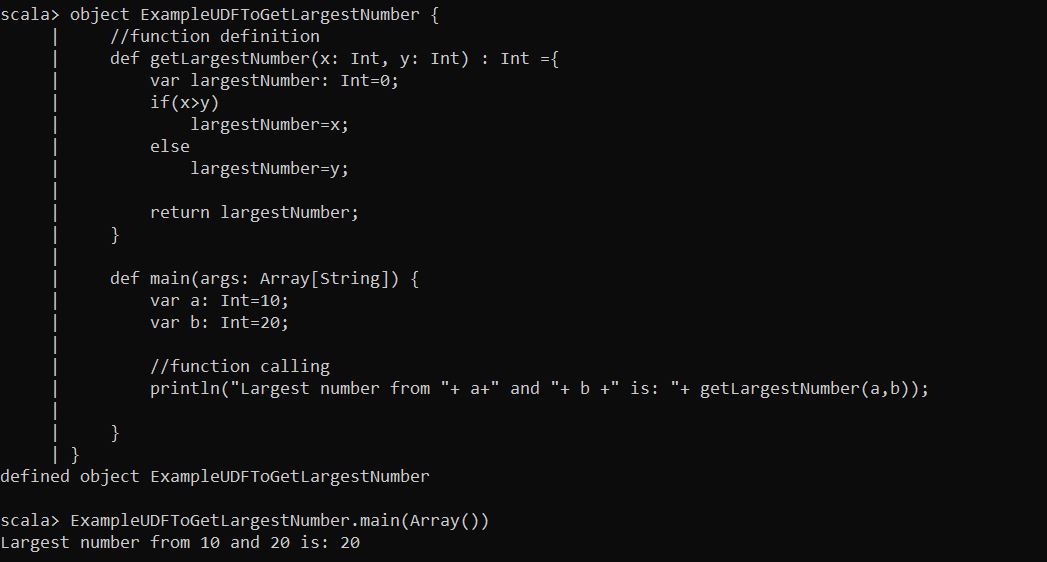 scala> object ExampleUDFToGetLargestNumber {
     |     //function definition
     |     def getLargestNumber(x: Int, y: Int) : Int ={
     |         var largestNumber: Int=0;
     |         if(x>y)
     |             largestNumber=x;
     |         else
     |             largestNumber=y;
     |
     |         return largestNumber;
     |     }
     |
     |     def main(args: Array[String]) {
     |         var a: Int=10;
     |         var b: Int=20;
     |
     |         //function calling
     |         println("Largest number from "+ a+" and "+ b +" is: "+ getLargestNumber(a,b));
     |
     |     }
     | }
defined object ExampleUDFToGetLargestNumber

scala> ExampleUDFToGetLargestNumber.main(Array())
Largest number from 10 and 20 is: 20